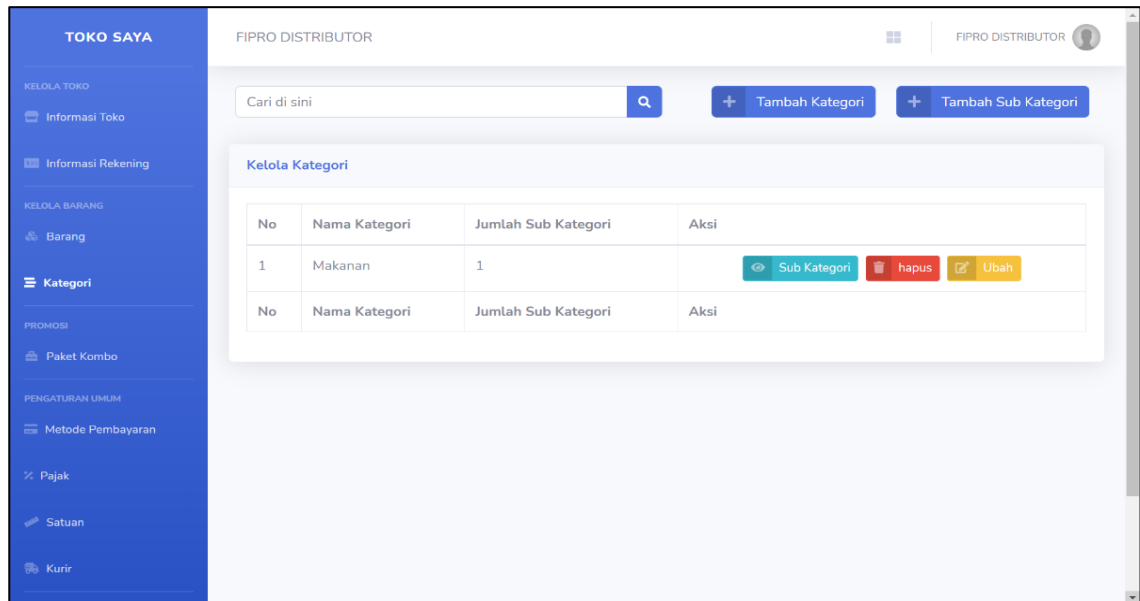 TOKO SAYA
KELOLA TOKO
Informasi Toko
Informasi Rekening
KELOLA BARANG
Barang
Kategori
PROMOSI
Paket Kombo
PENGATURAN UMUM
Metode Pembayaran
Pajak
Satuan
Kurir
FIPRO DISTRIBUTOR
FIPRO DISTRIBUTOR
Cari di sini
Tambah Kategori
Tambah Sub Kategori
Kelola Kategori
No Nama Kategori Jumlah Sub Kategori Aksi
1 Makanan 1 Sub Kategori hapus Ubah
No Nama Kategori Jumlah Sub Kategori Aksi